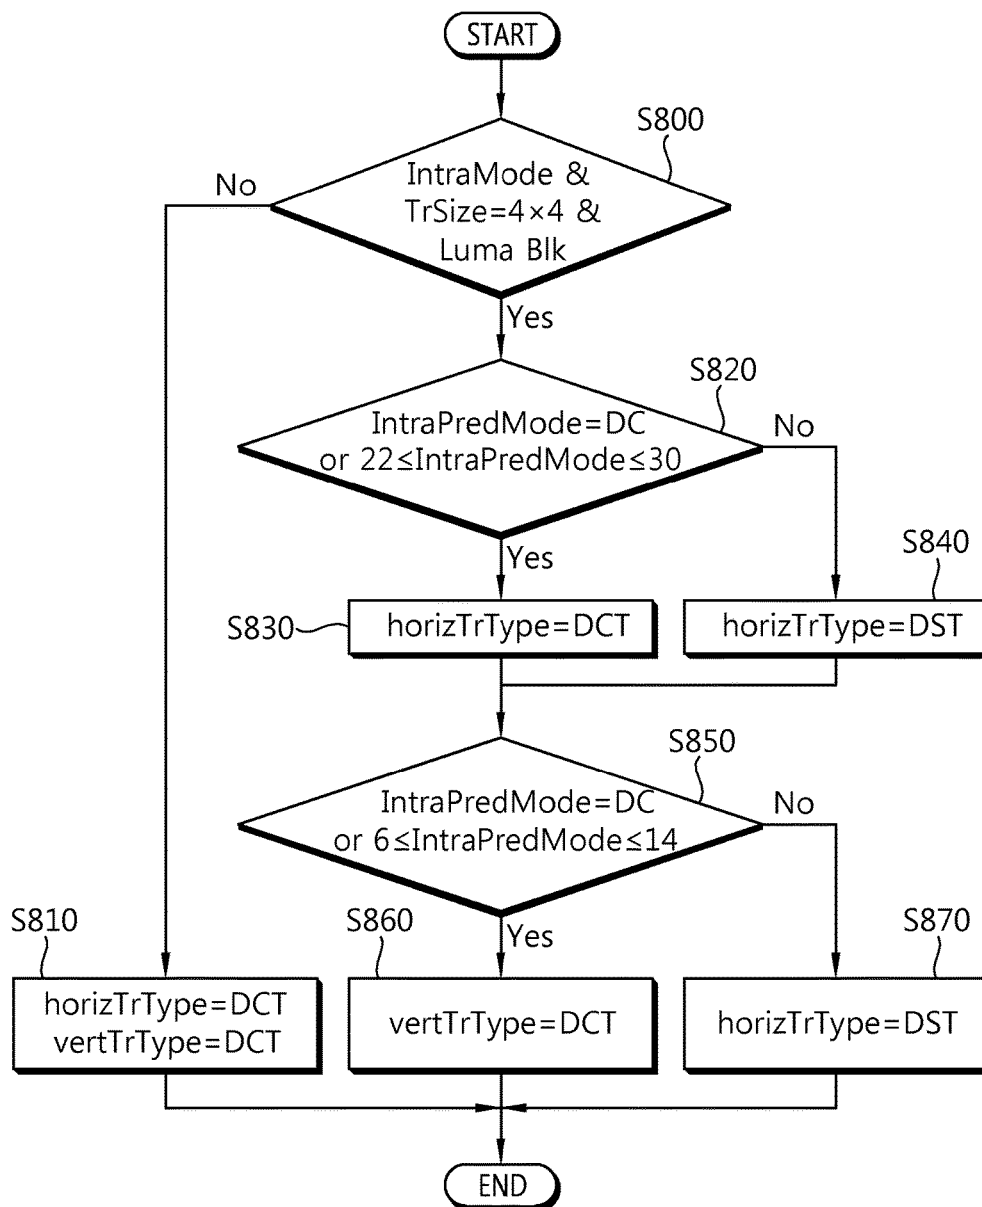 START
S800
IntraMode &
TrSize=4×4 &
Luma Blk
No
Yes
S820
IntraPredMode=DC
or 22≤IntraPredMode≤30
No
Yes
S830
horizTrType=DCT
S840
horizTrType=DST
S850
IntraPredMode=DC
or 6≤IntraPredMode≤14
No
Yes
S810
horizTrType=DCT
vertTrType=DCT
S860
vertTrType=DCT
S870
horizTrType=DST
END